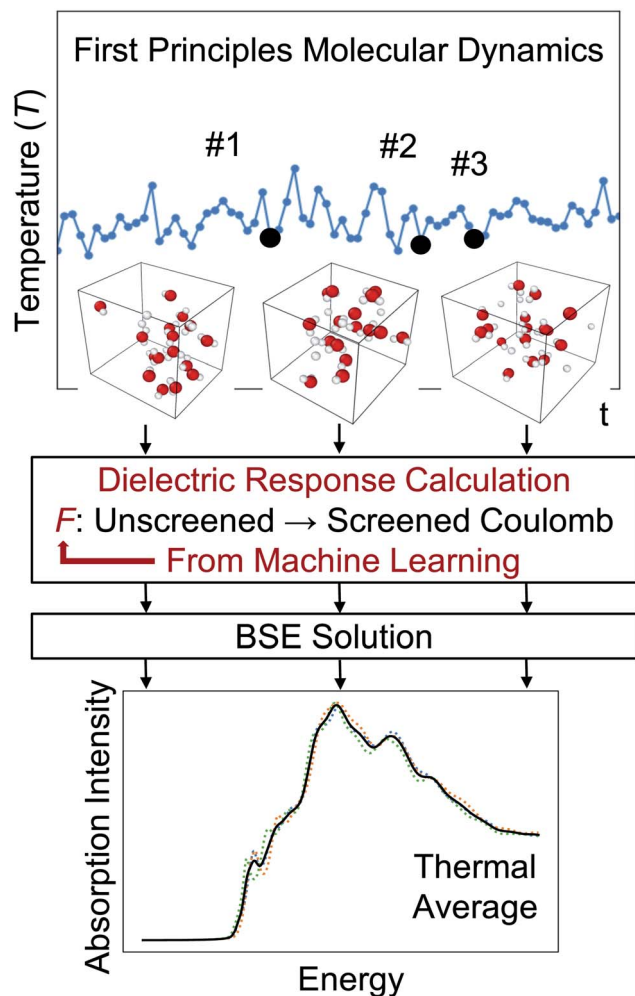 First Principles Molecular Dynamics
Temperature (T)
#1
#2
#3
t
Dielectric Response Calculation
F: Unscreened → Screened Coulomb
From Machine Learning
BSE Solution
Absorption Intensity
Thermal
Average
Energy